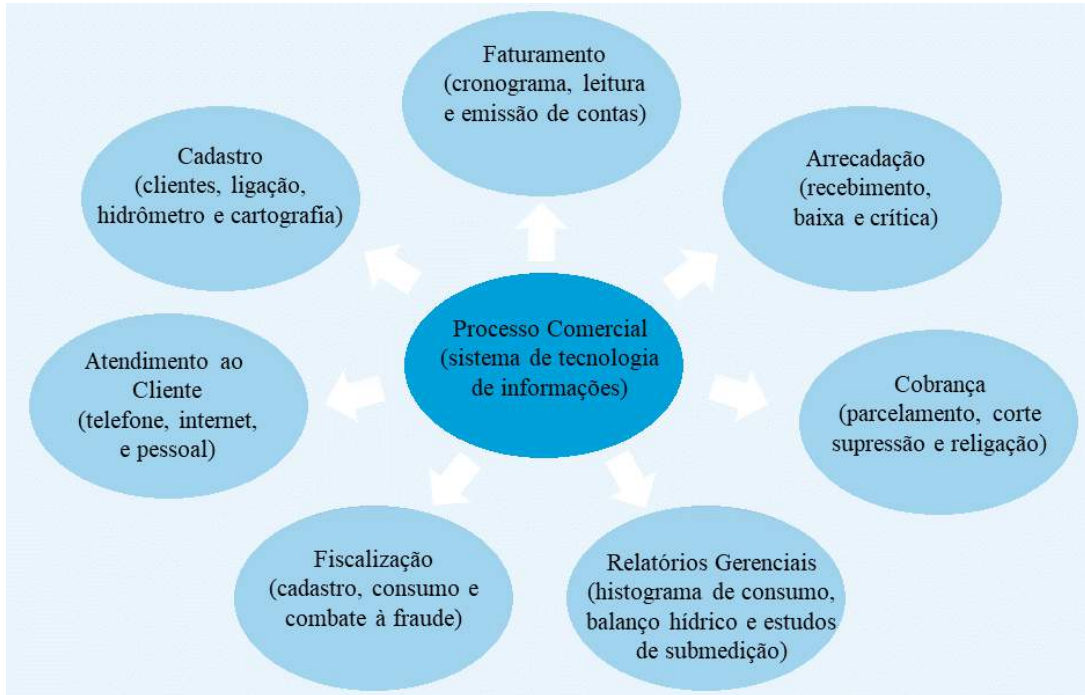 Faturamento
(cronograma, leitura
e emissão de contas)
Cadastro
(clientes, ligação,
hidrômetro e cartografia)
Arrecadação
(recebimento,
baixa e crítica)
Processo Comercial
(sistema de tecnologia
de informações)
Atendimento ao
Cliente
(telefone, internet,
e pessoal)
Cobrança
(parcelamento, corte
supressão e religação)
Fiscalização
(cadastro, consumo e
combate à fraude)
Relatórios Gerenciais
(histograma de consumo,
balanço hídrico e estudos
de submedição)